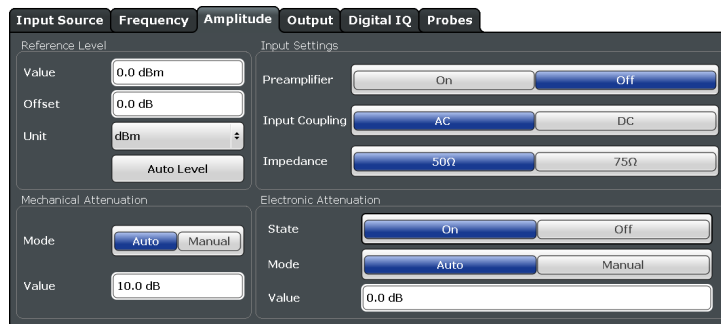 Input Source Frequency Amplitude Output Digital IQ Probes
Reference Level
Value 0.0 dBm
Offset 0.0 dB
Unit dBm
Auto Level
Input Settings
Preamplifier On Off
Input Coupling AC DC
Impedance 50Ω 75Ω
Mechanical Attenuation
Mode Auto Manual
Value 10.0 dB
Electronic Attenuation
State On Off
Mode Auto Manual
Value 0.0 dB